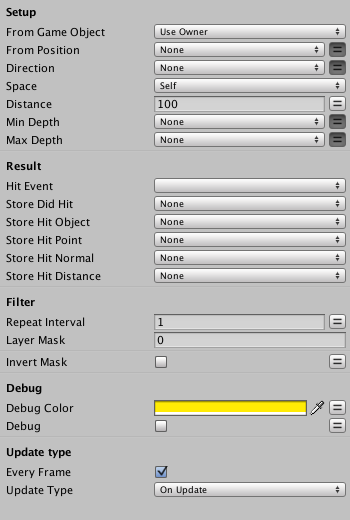 Setup
From Game Object Use Owner
From Position None
Direction None
Space Self
Distance 100
Min Depth None
Max Depth None
Result
Hit Event
Store Did Hit None
Store Hit Object None
Store Hit Point None
Store Hit Normal None
Store Hit Distance None
Filter
Repeat Interval 1
Layer Mask 0
Invert Mask
Debug
Debug Color
Debug
Update type
Every Frame
Update Type On Update